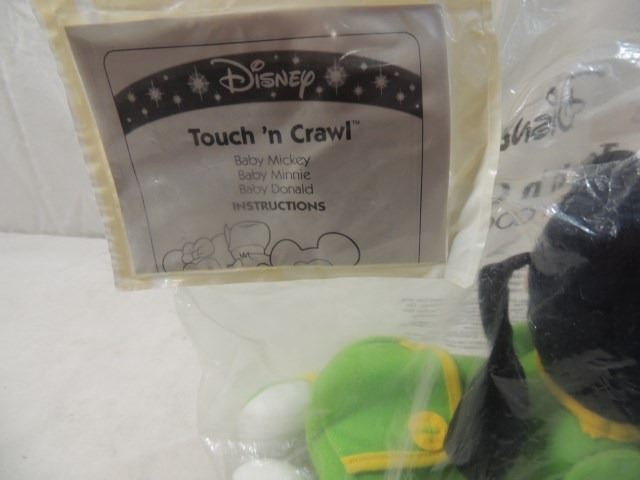 Disney
Touch 'n Crawl™
Baby Mickey
Baby Minnie
Baby Donald
INSTRUCTIONS